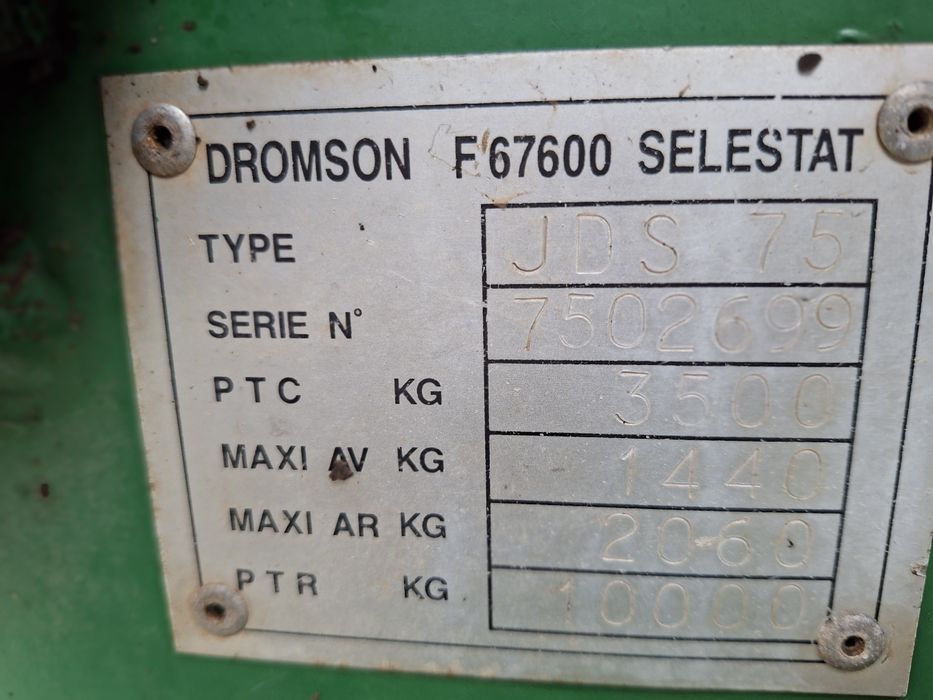 DROMSON F 67600 SELESTAT
TYPE JDS 75
SERIE N° 7502699
PTC KG 3500
MAXI AV KG 1440
MAXI AR KG 2060
PTR KG 10000